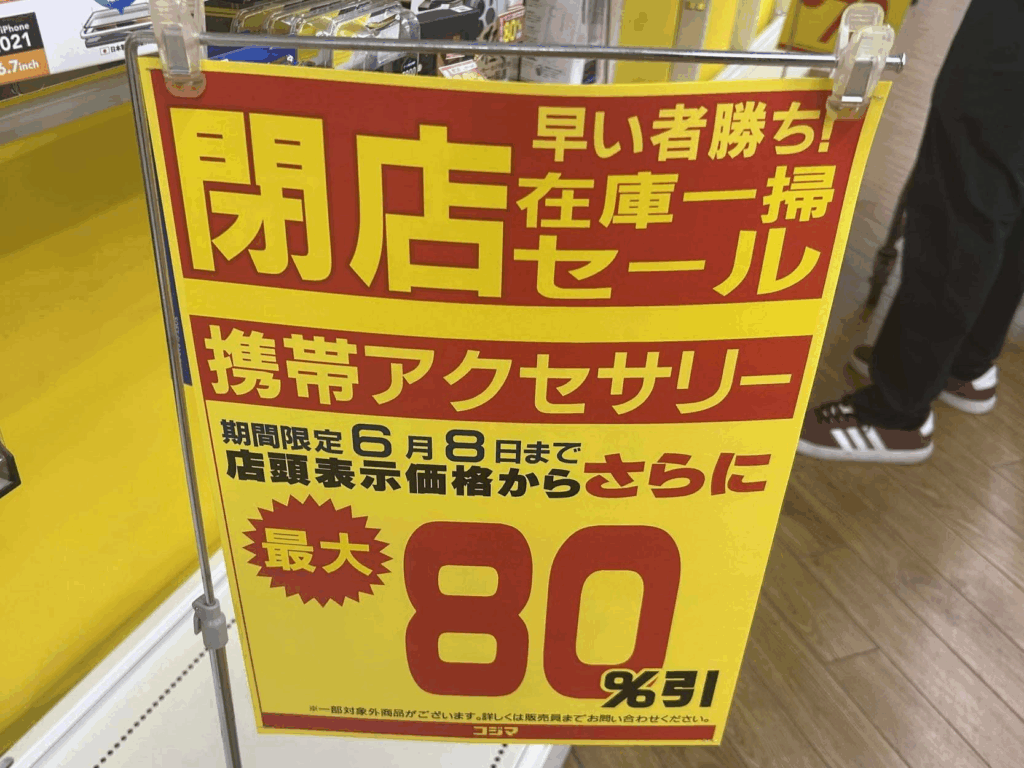 iPhone
2021
6.7inch
閉店
早い者勝ち!
在庫一掃
セール
携帯アクセサリー
期間限定6月8日まで
店頭表示価格からさらに
最大
80
%引
※一部対象外商品がございます。詳しくは販売員までお問い合わせください。
コジマ